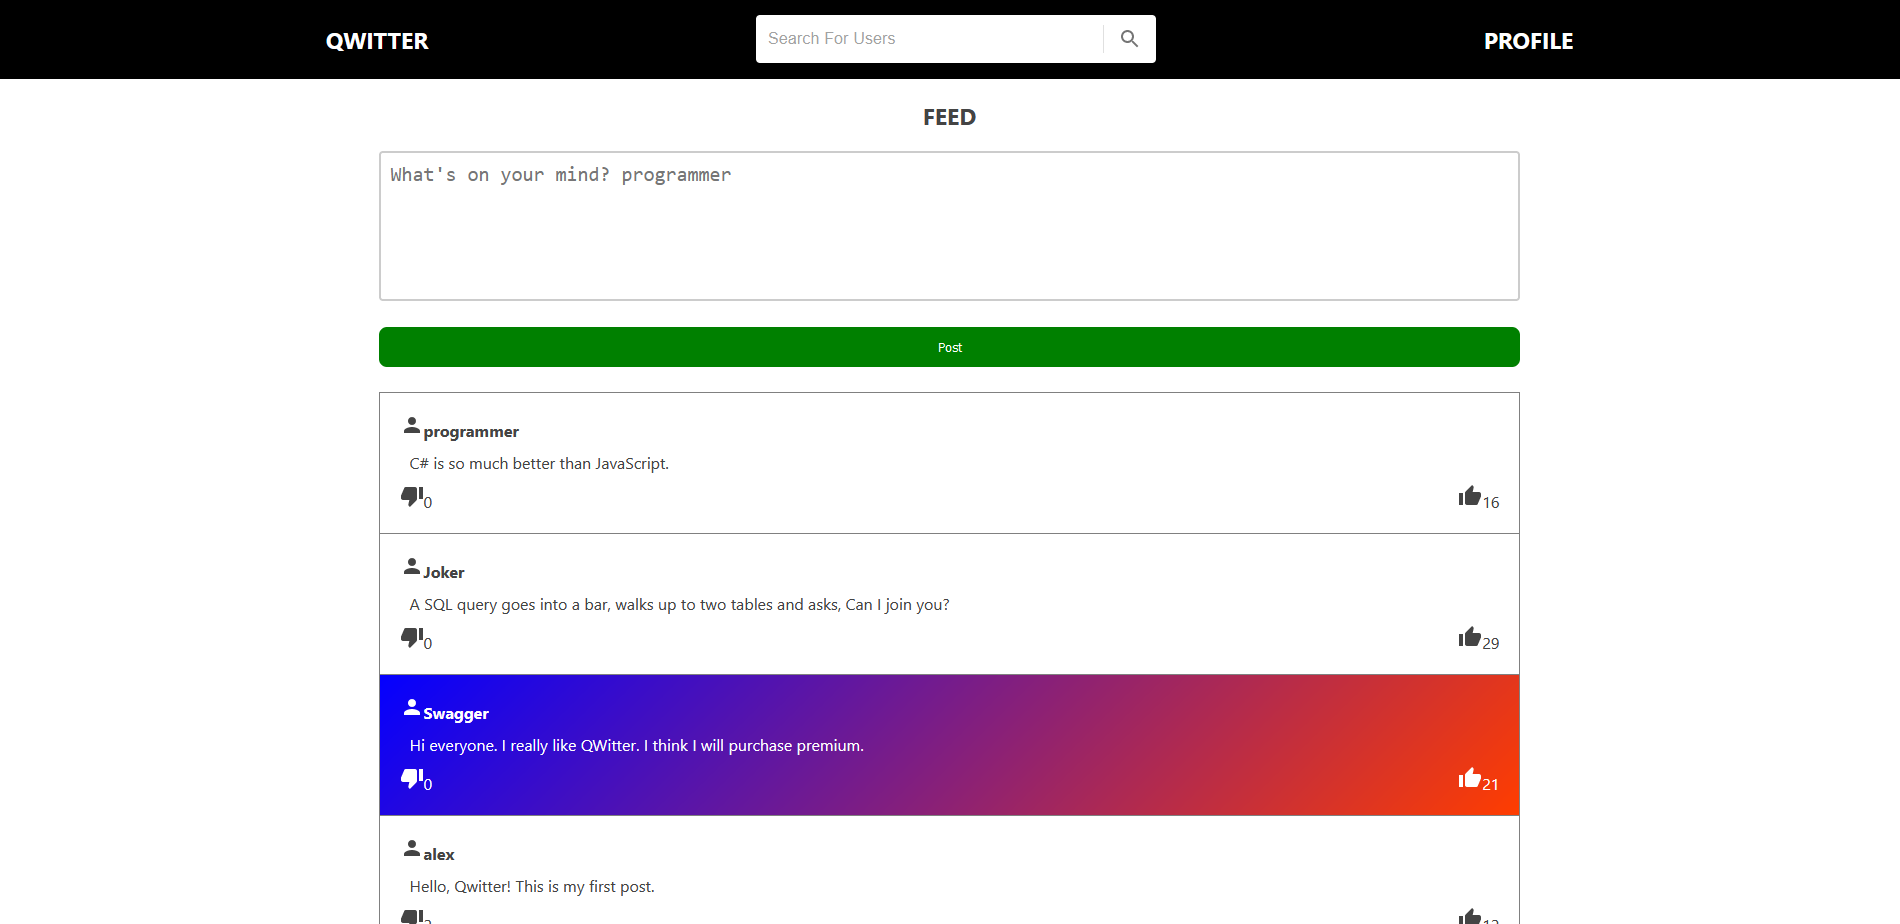 QWITTER
Search For Users
PROFILE
FEED
What's on your mind? programmer
Post
programmer
C# is so much better than JavaScript.
0
16
Joker
A SQL query goes into a bar, walks up to two tables and asks, Can I join you?
0
29
Swagger
Hi everyone. I really like QWitter. I think I will purchase premium.
0
21
alex
Hello, Qwitter! This is my first post.